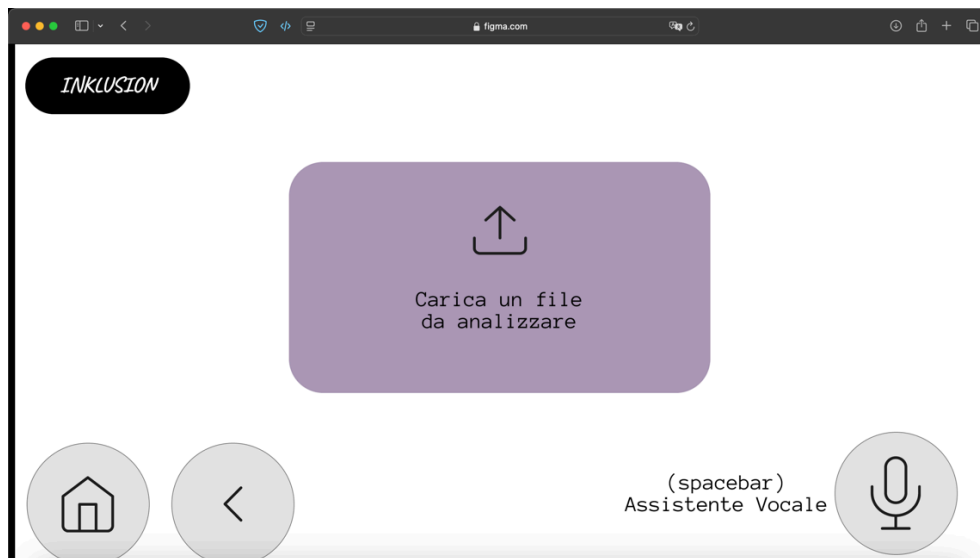 figma.com
INKLUSION
Carica un file
da analizzare
(spacebar)
Assistente Vocale